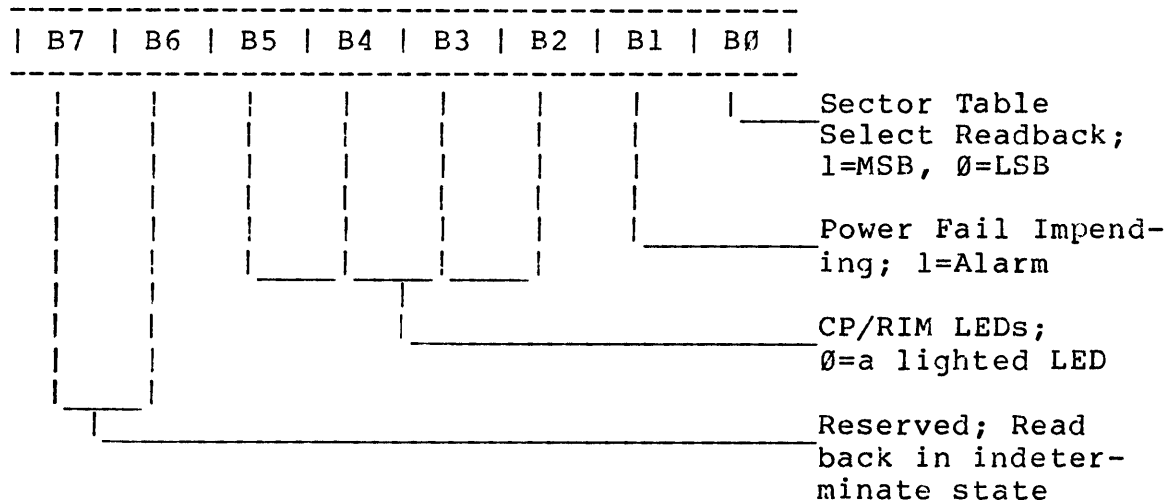 | B7 | B6 | B5 | B4 | B3 | B2 | B1 | BØ |
Sector Table
Select Readback;
1=MSB, Ø=LSB
Power Fail Impend-
ing; 1=Alarm
CP/RIM LEDs;
Ø=a lighted LED
Reserved; Read
back in indeter-
minate state